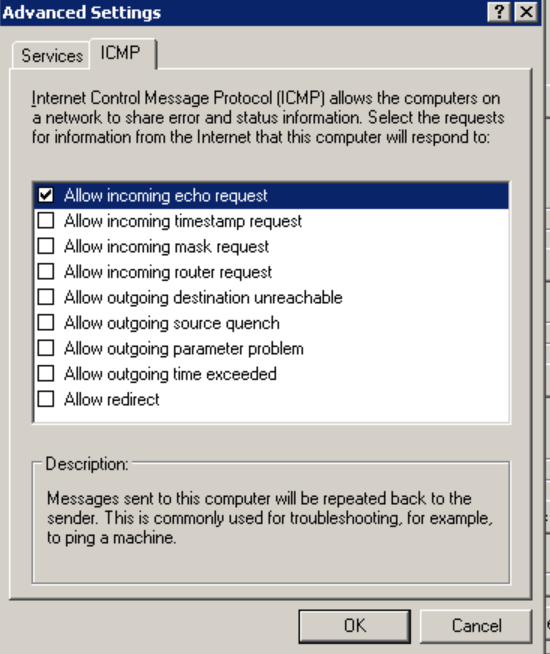 Advanced Settings
Services
ICMP
Internet Control Message Protocol (ICMP) allows the computers on
a network to share error and status information. Select the requests
for information from the Internet that this computer will respond to:
Allow incoming echo request
Allow incoming timestamp request
Allow incoming mask request
Allow incoming router request
Allow outgoing destination unreachable
Allow outgoing source quench
Allow outgoing parameter problem
Allow outgoing time exceeded
Allow redirect
Description:
Messages sent to this computer will be repeated back to the
sender. This is commonly used for troubleshooting, for example,
to ping a machine.
OK
Cancel